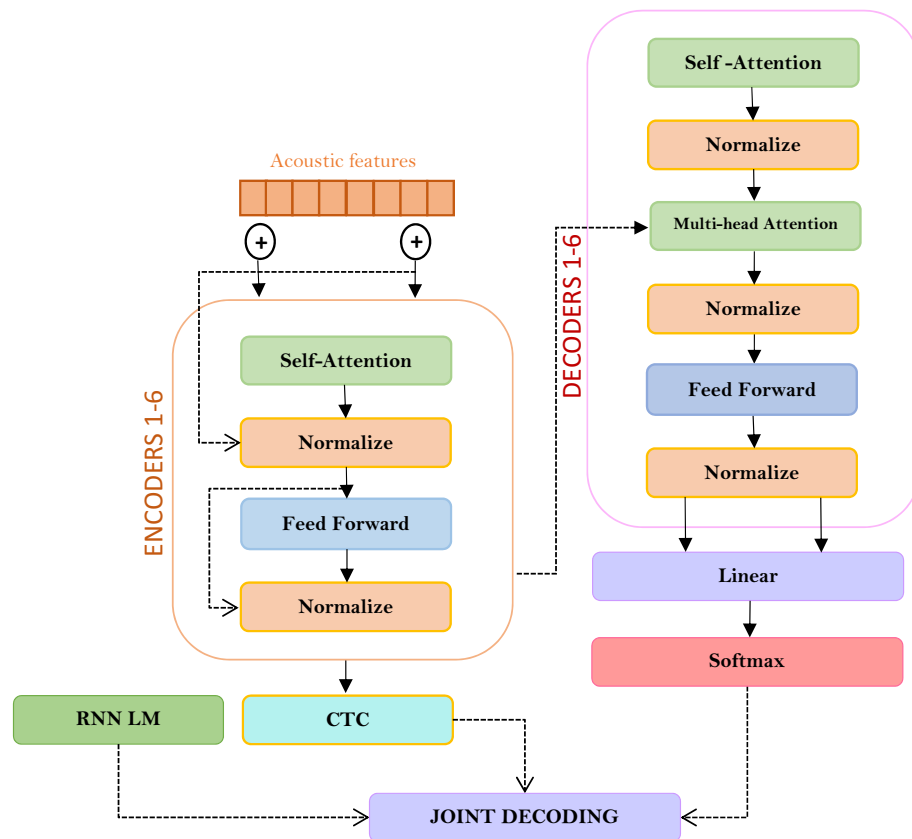 Acoustic features
+
+
ENCODERS 1-6
Self-Attention
Normalize
Feed Forward
Normalize
DECODERS 1-6
Self -Attention
Normalize
Multi-head Attention
Normalize
Feed Forward
Normalize
Linear
Softmax
RNN LM
CTC
JOINT DECODING